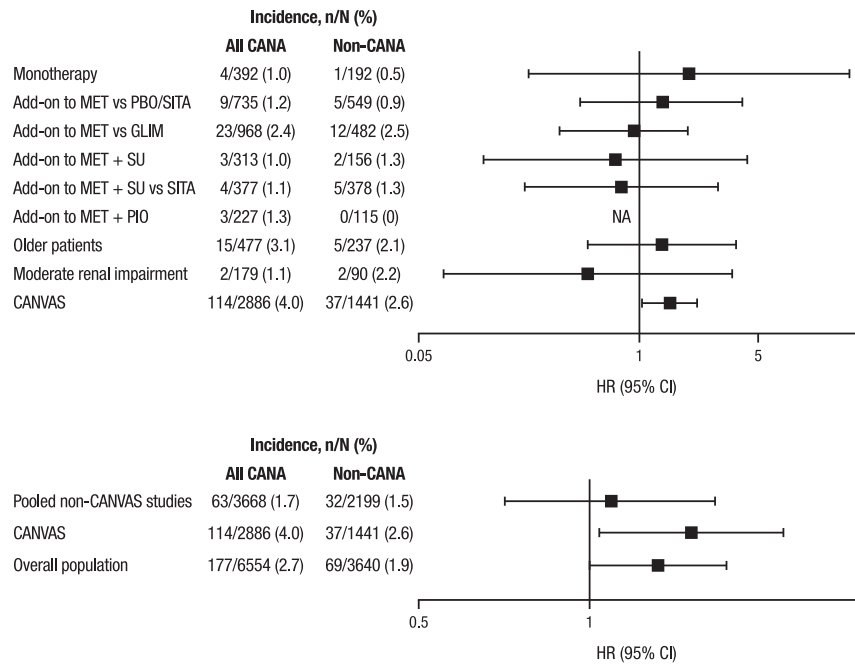 Incidence, n/N (%)
All CANA Non-CANA
Monotherapy 4/392 (1.0) 1/192 (0.5)
Add-on to MET vs PBO/SITA 9/735 (1.2) 5/549 (0.9)
Add-on to MET vs GLIM 23/968 (2.4) 12/482 (2.5)
Add-on to MET + SU 3/313 (1.0) 2/156 (1.3)
Add-on to MET + SU vs SITA 4/377 (1.1) 5/378 (1.3)
Add-on to MET + PIO 3/227 (1.3) 0/115 (0) NA
Older patients 15/477 (3.1) 5/237 (2.1)
Moderate renal impairment 2/179 (1.1) 2/90 (2.2)
CANVAS 114/2886 (4.0) 37/1441 (2.6)
0.05 1 5
HR (95% CI)
Incidence, n/N (%)
All CANA Non-CANA
Pooled non-CANVAS studies 63/3668 (1.7) 32/2199 (1.5)
CANVAS 114/2886 (4.0) 37/1441 (2.6)
Overall population 177/6554 (2.7) 69/3640 (1.9)
0.5 1
HR (95% CI)